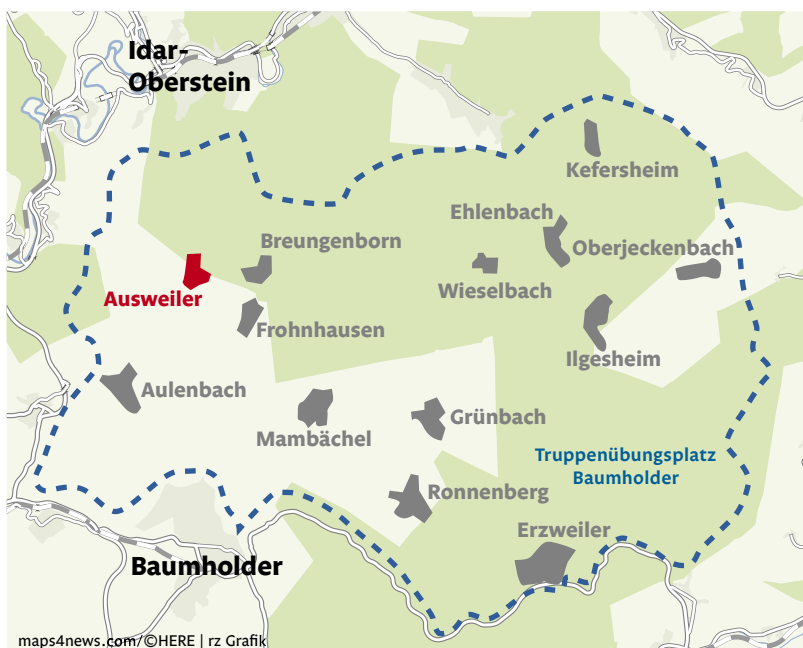 Idar-
Oberstein
Kefersheim
Ehlenbach
Breungenborn
Oberjeckenbach
Wieselbach
Ausweiler
Frohnhausen
Ilgesheim
Aulenbach
Grünbach
Mambächel
Truppenübungsplatz
Baumholder
Ronnenberg
Erzweiler
Baumholder
maps4news.com/©HERE | rz Grafik